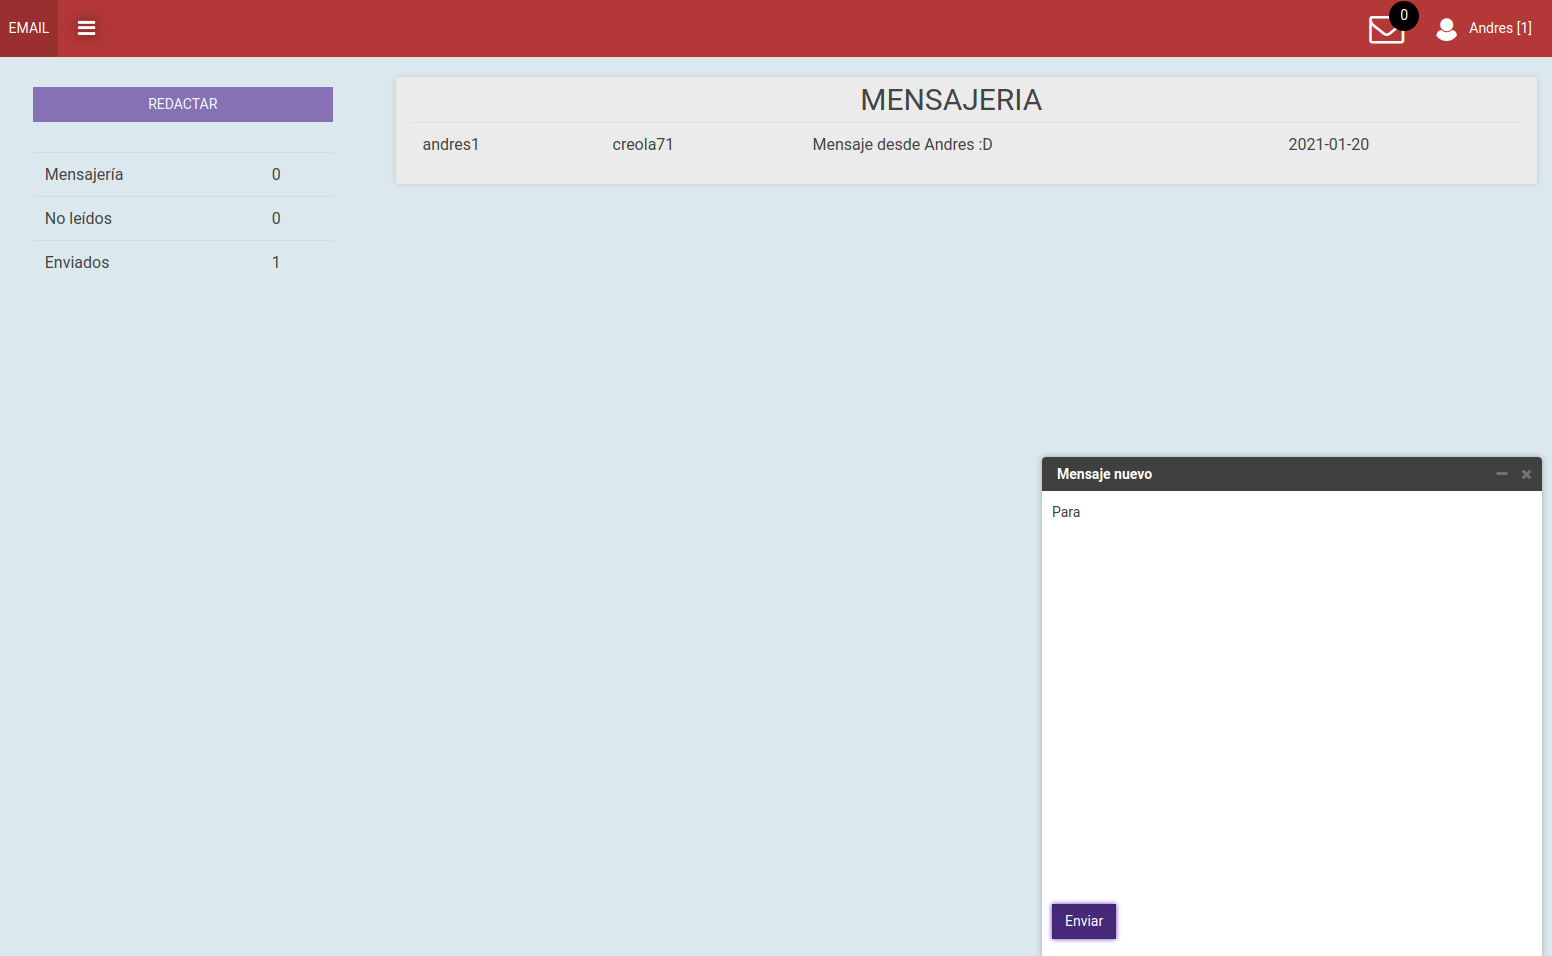 EMAIL
0
Andres [1]
REDACTAR
Mensajería 0
No leídos 0
Enviados 1
MENSAJERIA
andres1 creola71 Mensaje desde Andres :D 2021-01-20
Mensaje nuevo
Para
Enviar